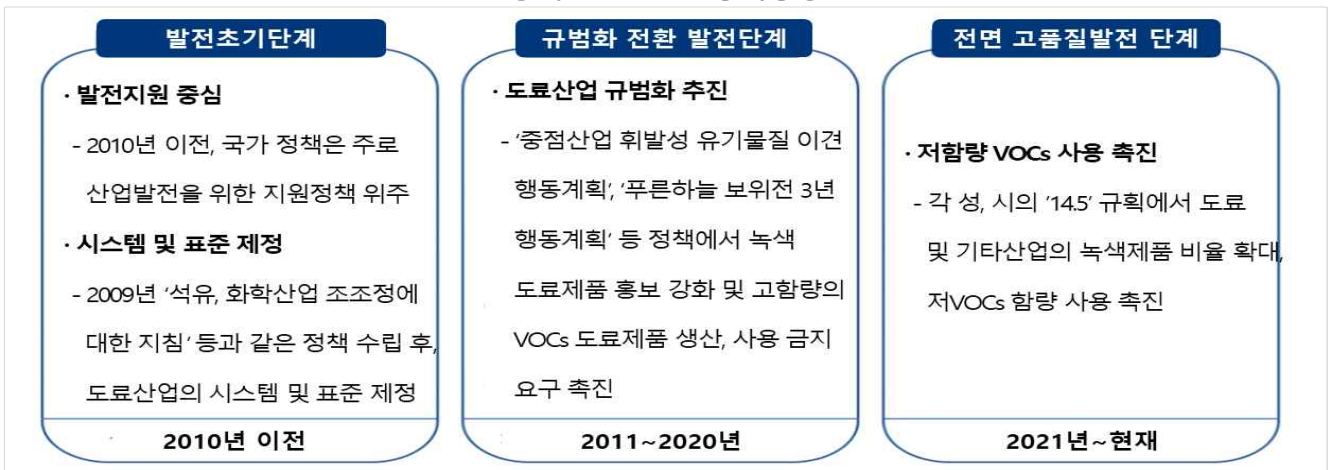 발전초기단계
· 발전지원 중심
- 2010년 이전, 국가 정책은 주로
산업발전을 위한 지원정책 위주
· 시스템 및 표준 제정
- 2009년 '석유, 화학산업 조조정에
대한 지침' 등과 같은 정책 수립 후,
도료산업의 시스템 및 표준 제정
2010년 이전
규범화 전환 발전단계
· 도료산업 규범화 추진
- '중점산업 휘발성 유기물질 이견
행동계획', '푸른하늘 보위전 3년
행동계획' 등 정책에서 녹색
도료제품 홍보 강화 및 고함량의
VOCs 도료제품 생산, 사용 금지
요구 촉진
2011~2020년
전면 고품질발전 단계
· 저함량 VOCs 사용 촉진
- 각 성, 시의 '14.5' 규획에서 도료
및 기타산업의 녹색제품 비율 확대,
저VOCs 함량 사용 촉진
2021년~현재